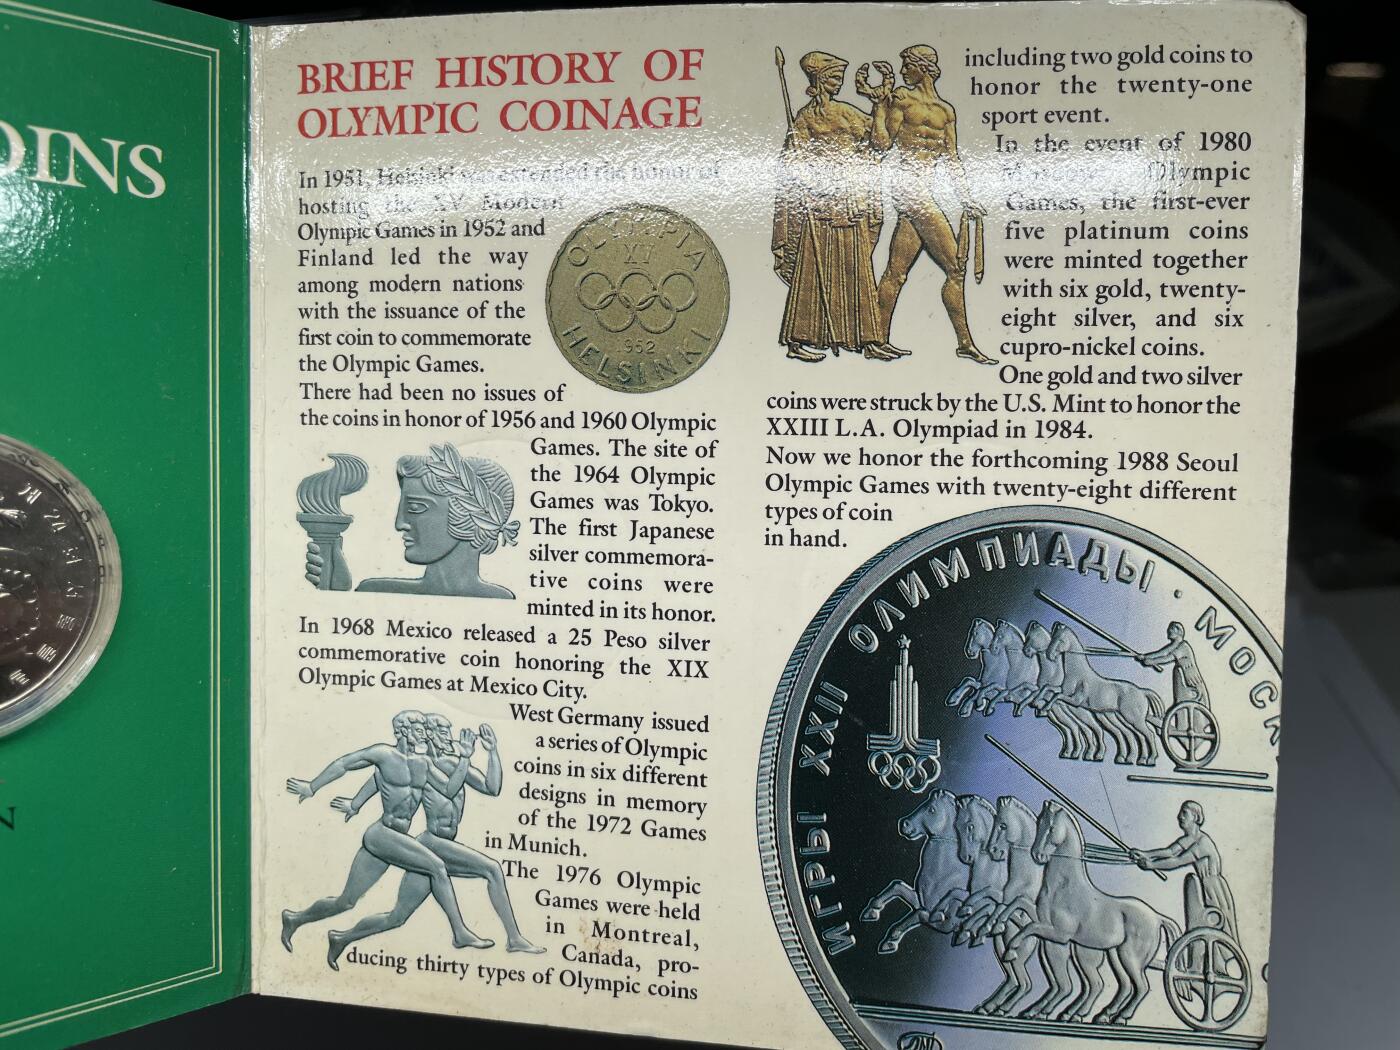 OINS
BRIEF HISTORY OF
OLYMPIC COINAGE
In 1951, Helsinki was extended the honor of
hosting the XV Modern
Olympic Games in 1952 and
Finland led the way
among modern nations
with the issuance of the
first coin to commemorate
the Olympic Games.
There had been no issues of
the coins in honor of 1956 and 1960 Olympic
Games. The site of
the 1964 Olympic
Games was Tokyo.
The first Japanese
silver commemora-
tive coins were
minted in its honor.
In 1968 Mexico released a 25 Peso silver
commemorative coin honoring the XIX
Olympic Games at Mexico City.
West Germany issued
a series of Olympic
coins in six different
designs in memory
of the 1972 Games
in Munich.
The 1976 Olympic
Games were held
in Montreal,
Canada, pro-
ducing thirty types of Olympic coins
OLYMPIA
XV
HELSINKI
1952
including two gold coins to
honor the twenty-one
sport event.
In the event of 1980
Olympic
Games, the first-ever
five platinum coins
were minted together
with six gold, twenty-
eight silver, and six
cupro-nickel coins.
One gold and two silver
coins were struck by the U.S. Mint to honor the
XXIII L.A. Olympiad in 1984.
Now we honor the forthcoming 1988 Seoul
Olympic Games with twenty-eight different
types of coin
in hand.
ИГРЫ XXII ОЛИМПИАДЫ · МОСК